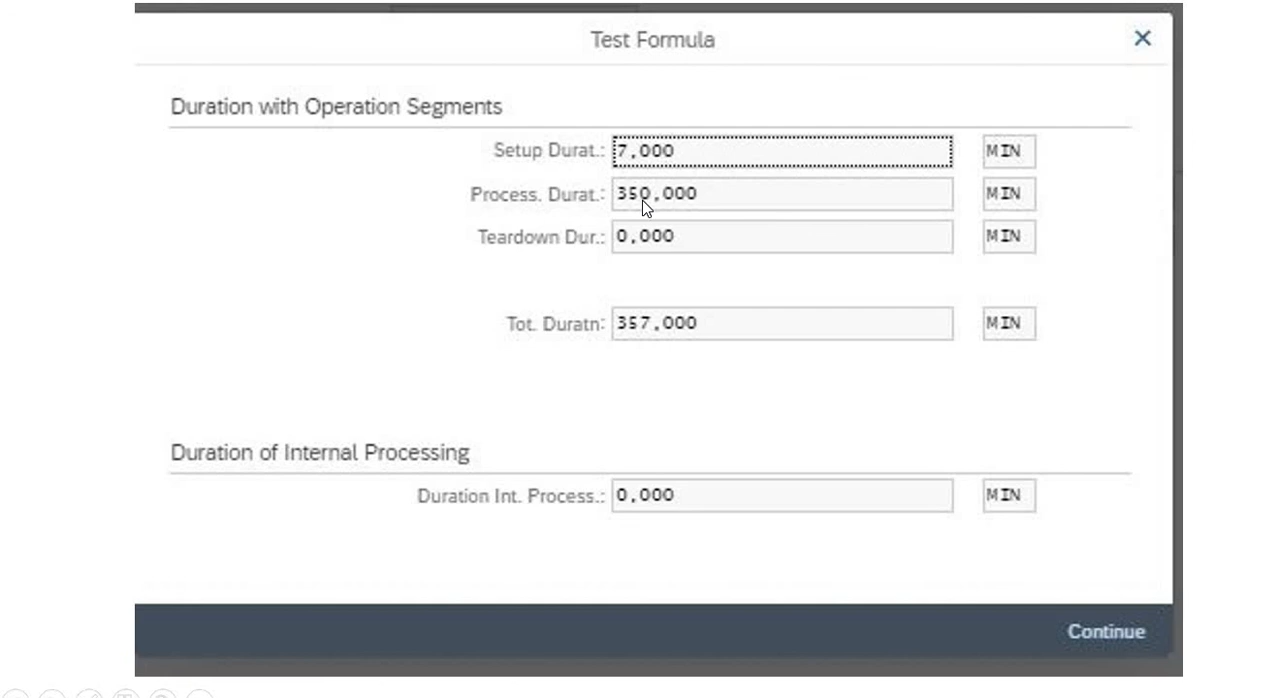 Test Formula
Duration with Operation Segments
Setup Durat.: 7,000 MIN
Process. Durat.: 350,000 MIN
Teardown Dur.: 0,000 MIN
Tot. Duratn: 357,000 MIN
Duration of Internal Processing
Duration Int. Process.: 0,000 MIN
Continue